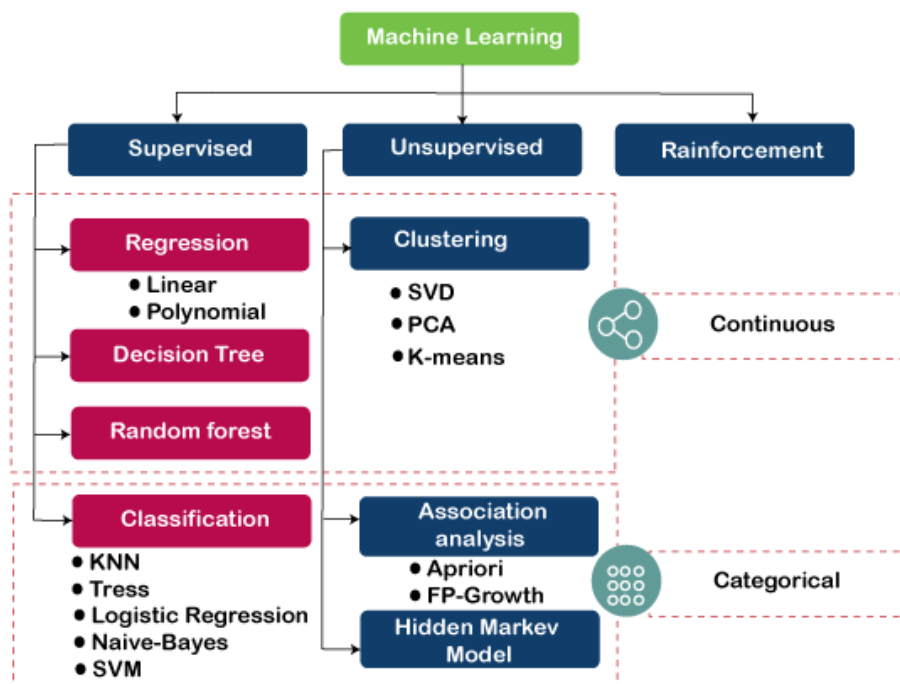 Machine Learning
Supervised
Unsupervised
Rainforcement
Regression
Linear
Polynomial
Decision Tree
Random forest
Clustering
SVD
PCA
K-means
Continuous
Classification
KNN
Tress
Logistic Regression
Naive-Bayes
SVM
Association
analysis
Apriori
FP-Growth
Hidden Markev
Model
Categorical